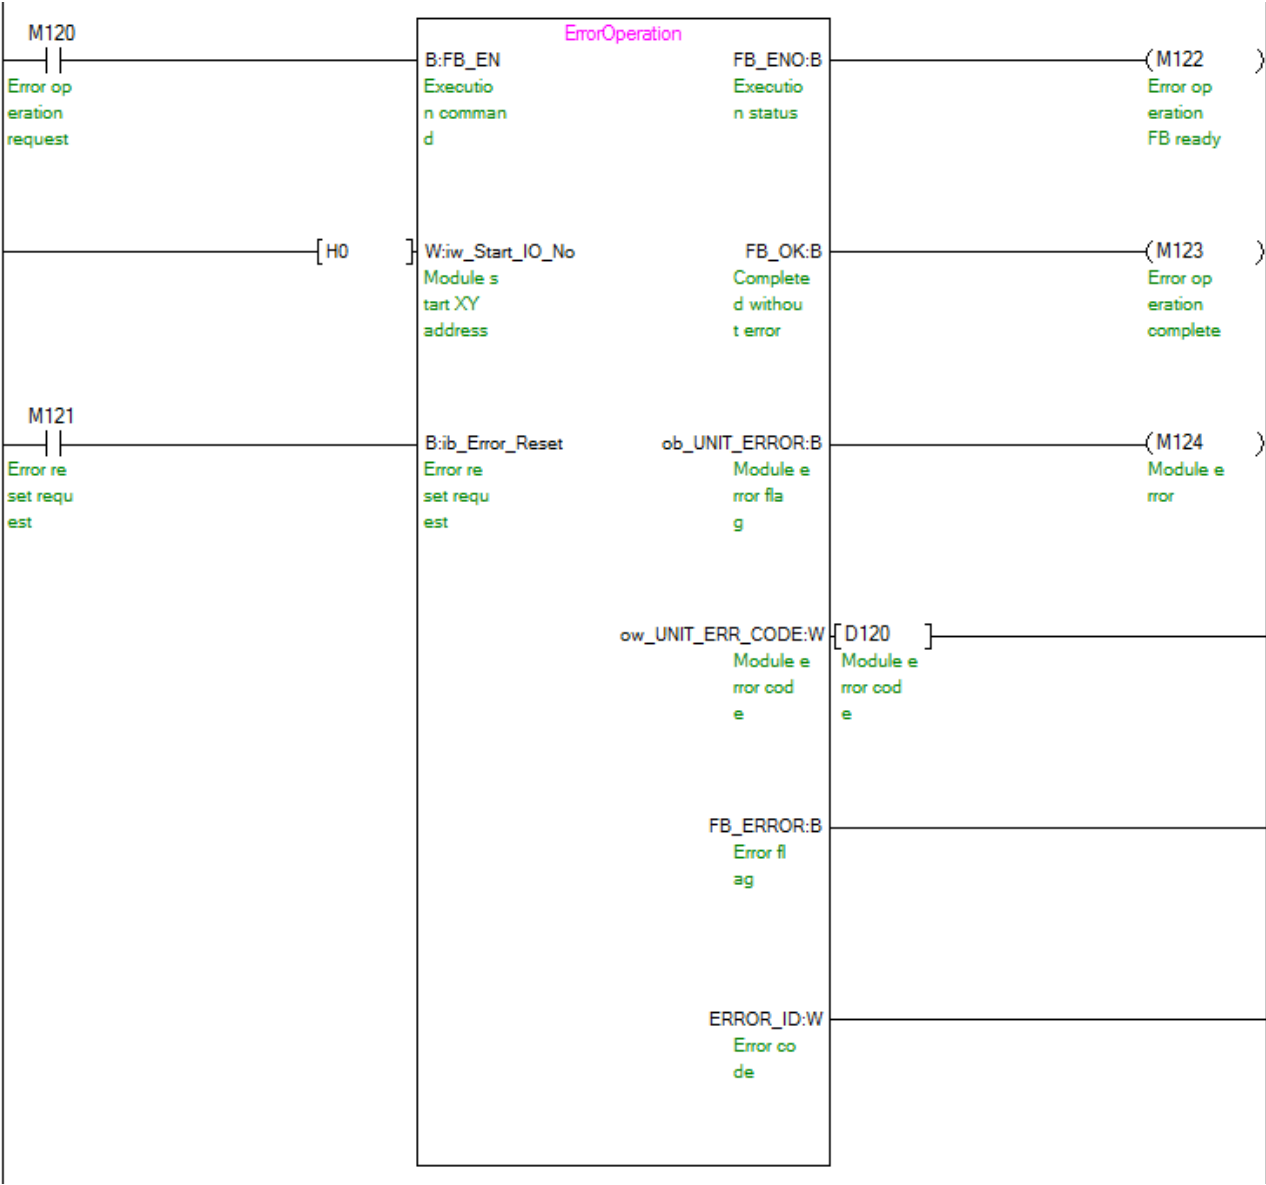 M120
ErrorOperation
B:FB_EN
FB_ENO:B
M122
Error op
eration
request
Executio
n comman
d
Executio
n status
Error op
eration
FB ready
H0
W:iw_Start_IO_No
FB_OK:B
M123
Module s
tart XY
address
Complete
d withou
t error
Error op
eration
complete
M121
B:ib_Error_Reset
ob_UNIT_ERROR:B
M124
Error re
set requ
est
Error re
set requ
est
Module e
rror fla
g
Module e
rror
ow_UNIT_ERR_CODE:W
D120
Module e
rror cod
e
Module e
rror cod
e
FB_ERROR:B
Error fl
ag
ERROR_ID:W
Error co
de